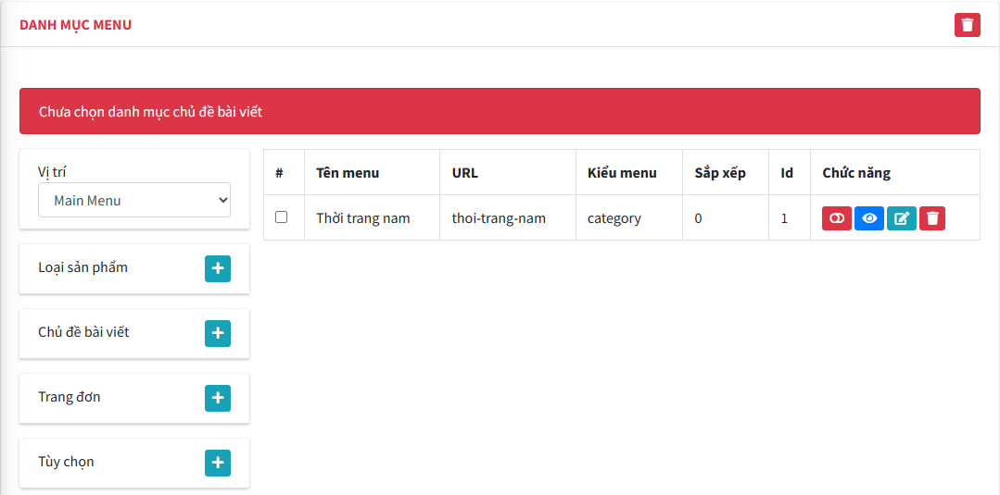 DANH MỤC MENU
Chưa chọn danh mục chủ đề bài viết
Vị trí
Main Menu
Loại sản phẩm
Chủ đề bài viết
Trang đơn
Tùy chọn
# Tên menu URL Kiểu menu Sắp xếp Id Chức năng
Thời trang nam thoi-trang-nam category 0 1